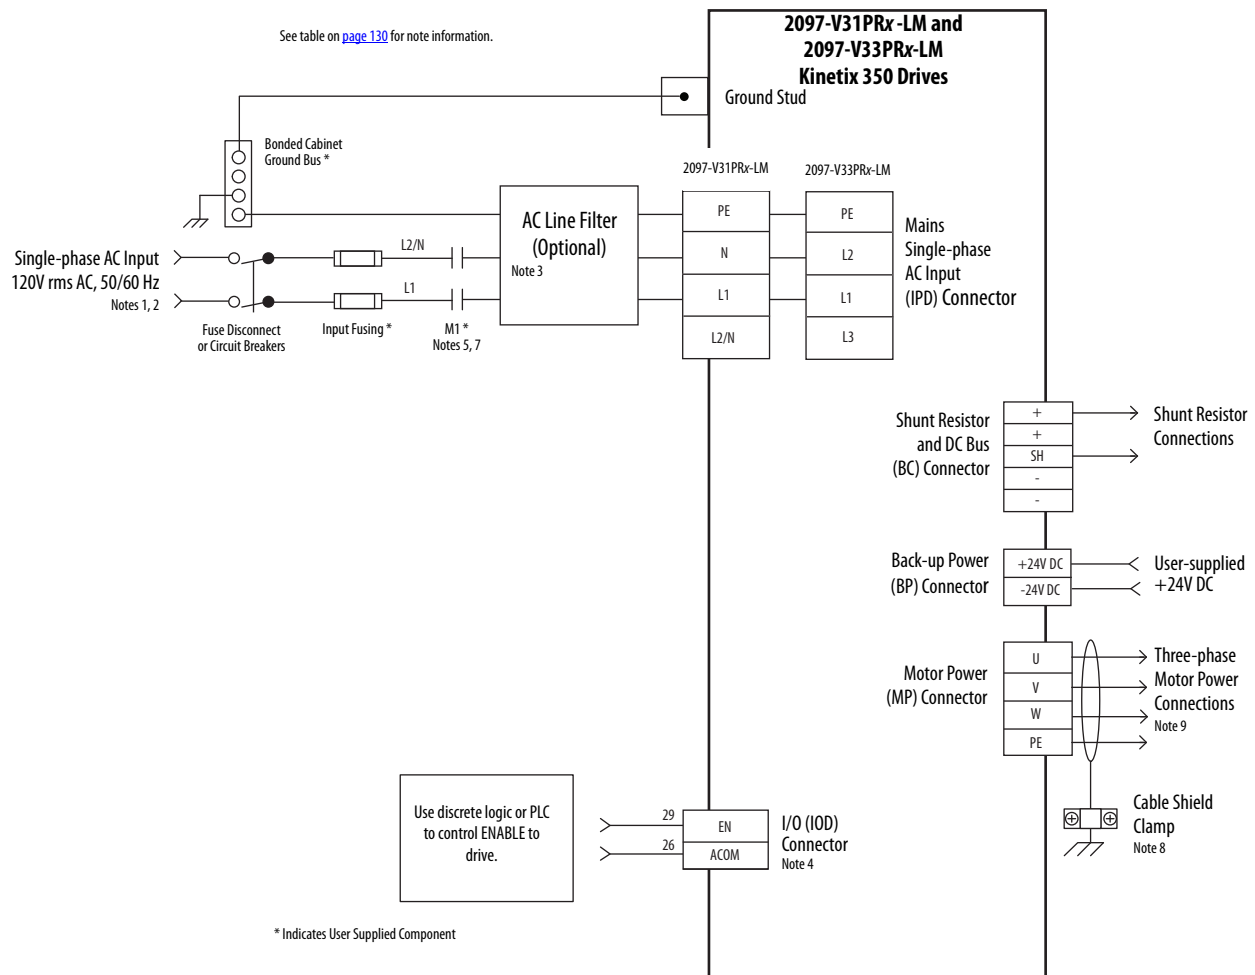 2097-V31PRx -LM and
2097-V33PRx-LM
Kinetix 350 Drives
See table on page 130 for note information.
Ground Stud
Bonded Cabinet
Ground Bus *
2097-V31PRx-LM
2097-V33PRx-LM
AC Line Filter
(Optional)
Note 3
PE
N
L1
L2/N
PE
L2
L1
L3
Mains
Single-phase
AC Input
(IPD) Connector
Single-phase AC Input
120V rms AC, 50/60 Hz
Notes 1, 2
L2/N
L1
Fuse Disconnect
or Circuit Breakers
Input Fusing *
M1 *
Notes 5, 7
Shunt Resistor
and DC Bus
(BC) Connector
+
+
SH
-
-
Shunt Resistor
Connections
Back-up Power
(BP) Connector
+24V DC
-24V DC
User-supplied
+24V DC
Motor Power
(MP) Connector
U
V
W
PE
Three-phase
Motor Power
Connections
Note 9
Cable Shield
Clamp
Note 8
Use discrete logic or PLC
to control ENABLE to
drive.
29
26
EN
ACOM
I/O (IOD)
Connector
Note 4
* Indicates User Supplied Component